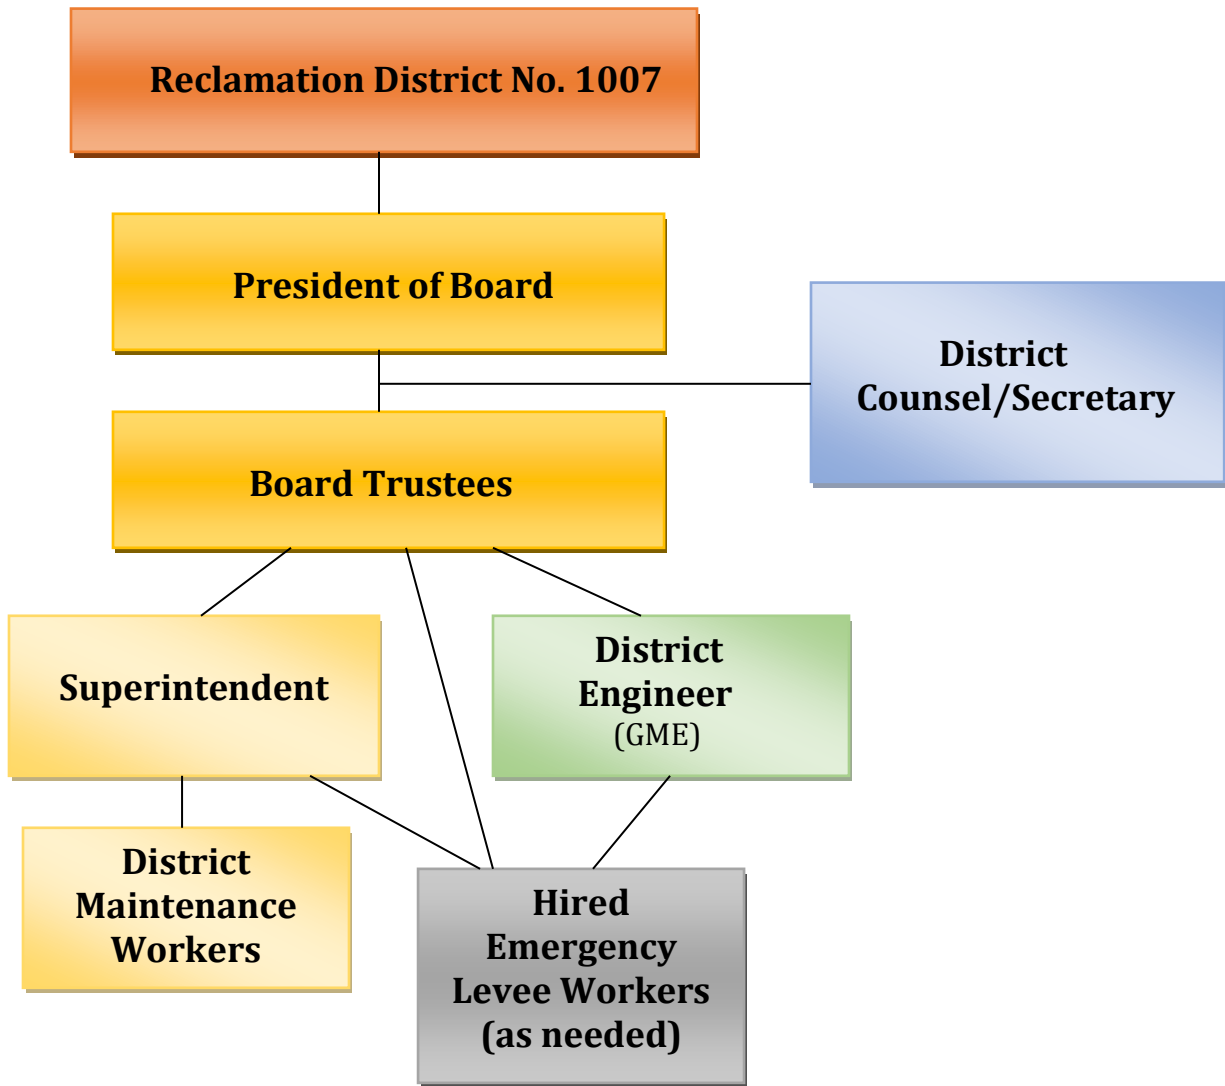 Reclamation District No. 1007
President of Board
District
Counsel/Secretary
Board Trustees
Superintendent
District
Engineer
(GME)
District
Maintenance
Workers
Hired
Emergency
Levee Workers
(as needed)